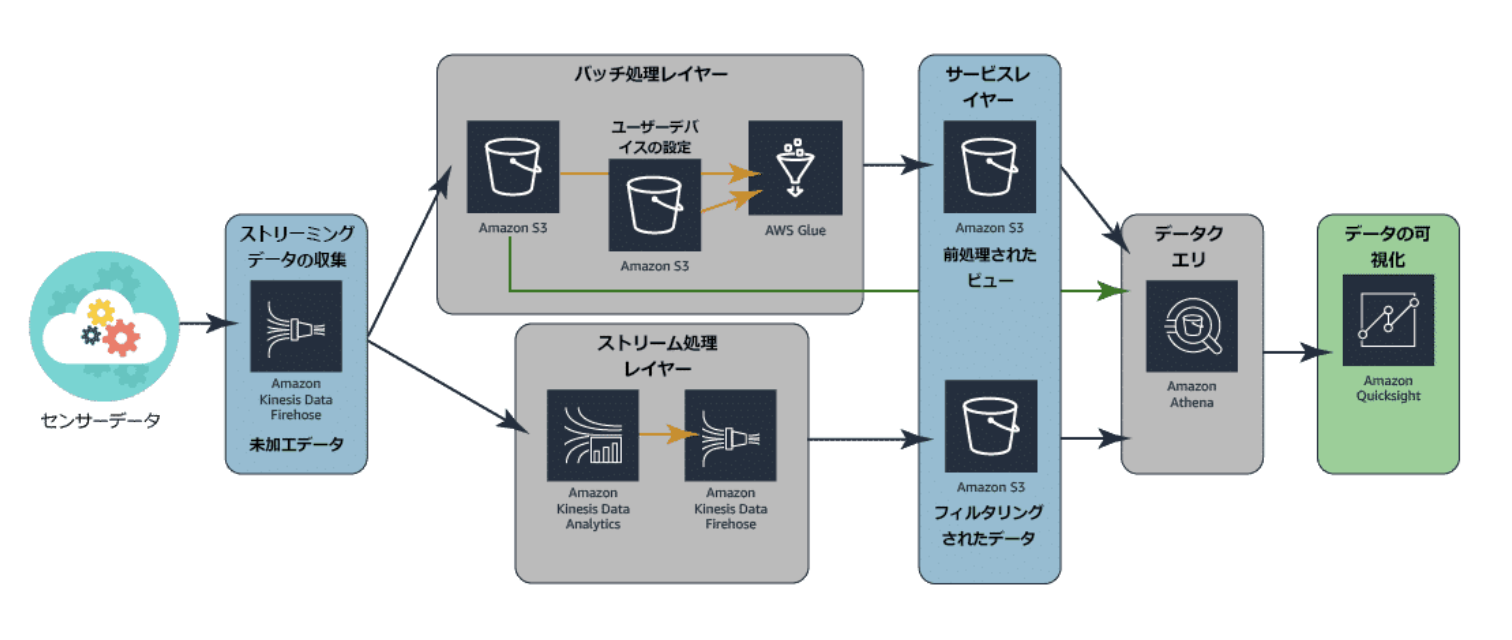 センサーデータ
ストリーミング
データの収集
Amazon
Kinesis Data
Firehose
未加工データ
バッチ処理レイヤー
Amazon S3
ユーザーデバ
イスの設定
Amazon S3
AWS Glue
ストリーム処理
レイヤー
Amazon
Kinesis Data
Analytics
Amazon
Kinesis Data
Firehose
サービスレ
イヤー
Amazon S3
前処理された
ビュー
Amazon S3
フィルタリング
されたデータ
データク
エリ
Amazon
Athena
データの可
視化
Amazon
Quicksight